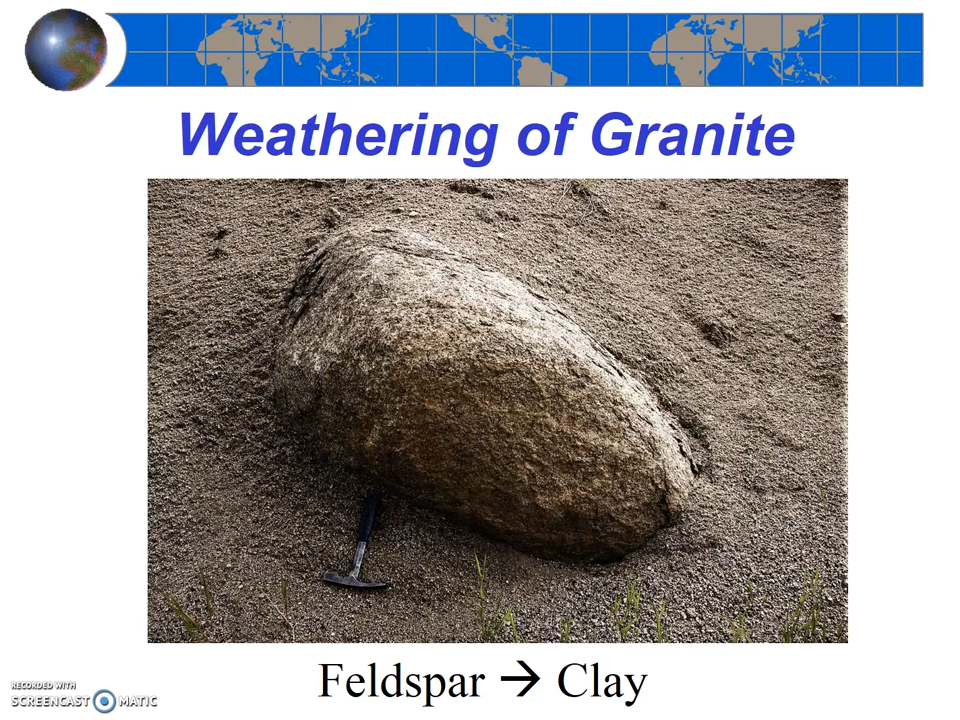 Weathering of Granite
Feldspar → Clay
RECORDED WITH
SCREENCAST MATIC